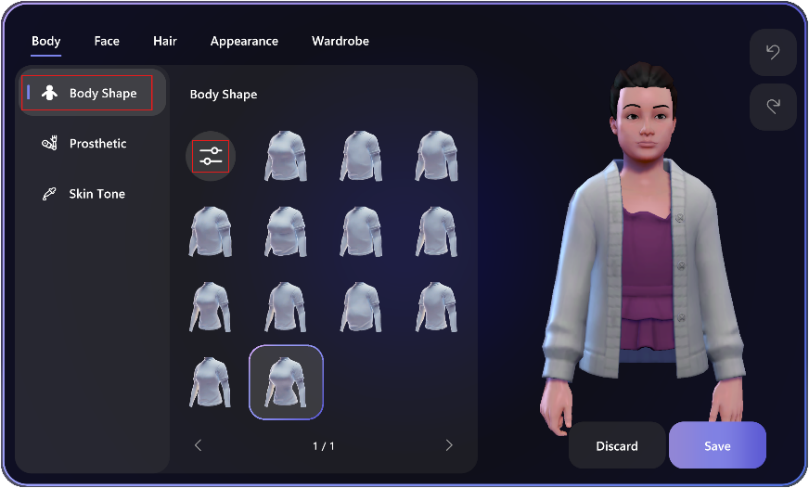 Body Face Hair Appearance Wardrobe
Body Shape
Prosthetic
Skin Tone
Body Shape
1 / 1
Discard Save